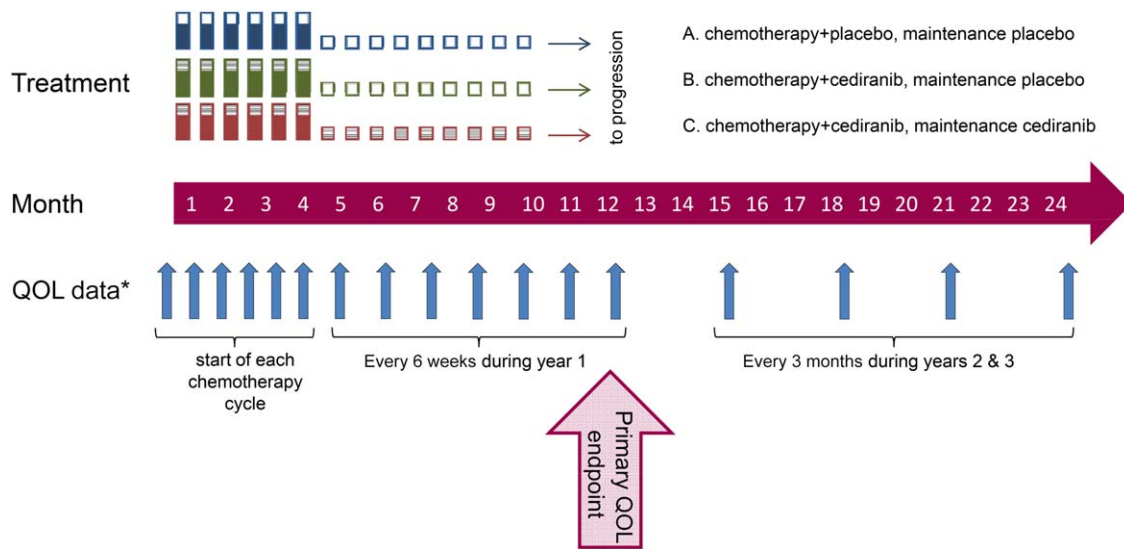 Treatment
to progression
A. chemotherapy+placebo, maintenance placebo
B. chemotherapy+cediranib, maintenance placebo
C. chemotherapy+cediranib, maintenance cediranib
Month
1 2 3 4 5 6 7 8 9 10 11 12 13 14 15 16 17 18 19 20 21 22 23 24
QOL data*
start of each
chemotherapy
cycle
Every 6 weeks during year 1
Every 3 months during years 2 & 3
Primary QOL
endpoint